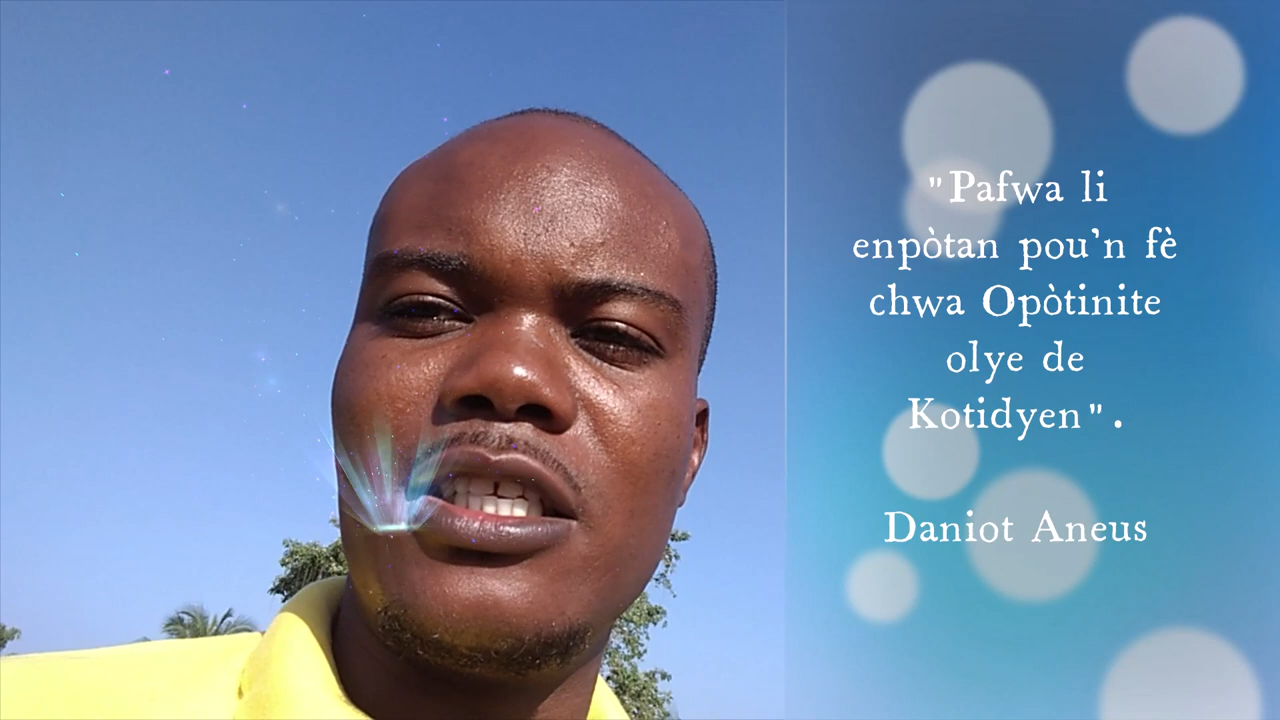 "Pafwa li
enpòtan pou'n fè
chwa Opòtinite
olye de
Kotidyen".
Daniot Aneus